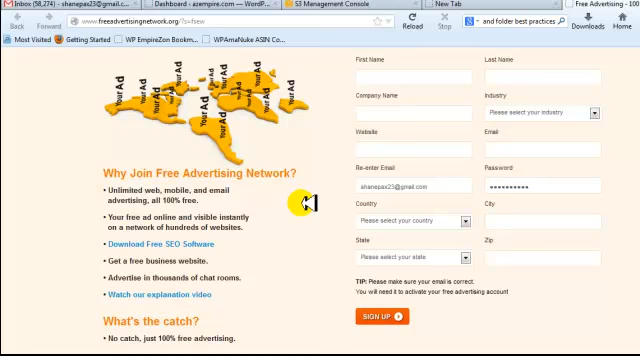 Inbox (58,274) - shanepax23@gmail.c...
Dashboard - azempire.com — WordP...
S3 Management Console
New Tab
Free Advertising - 100
Back
Forward
www.freeadvertisingnetwork.org/?s=fsew
Reload
Stop
and folder best practices
Downloads
Home
Most Visited
Getting Started
WP EmpireZon Bookm...
WPAmaNuke ASIN Co...
Your Ad
Your Ad
Your Ad
Your Ad
Your Ad
Your Ad
Your Ad
Your Ad
Your Ad
Why Join Free Advertising Network?
• Unlimited web, mobile, and email
advertising, all 100% free.
• Your free ad online and visible instantly
on a network of hundreds of websites.
• Download Free SEO Software
• Get a free business website.
• Advertise in thousands of chat rooms.
• Watch our explanation video
What's the catch?
• No catch, just 100% free advertising.
First Name
Last Name
Company Name
Industry
Please select your industry
Website
Email
Re-enter Email
Password
shanepax23@gmail.com
••••••••••
Country
City
Please select your country
State
Zip
Please select your state
TIP: Please make sure your email is correct.
You will need it to activate your free advertising account
SIGN UP